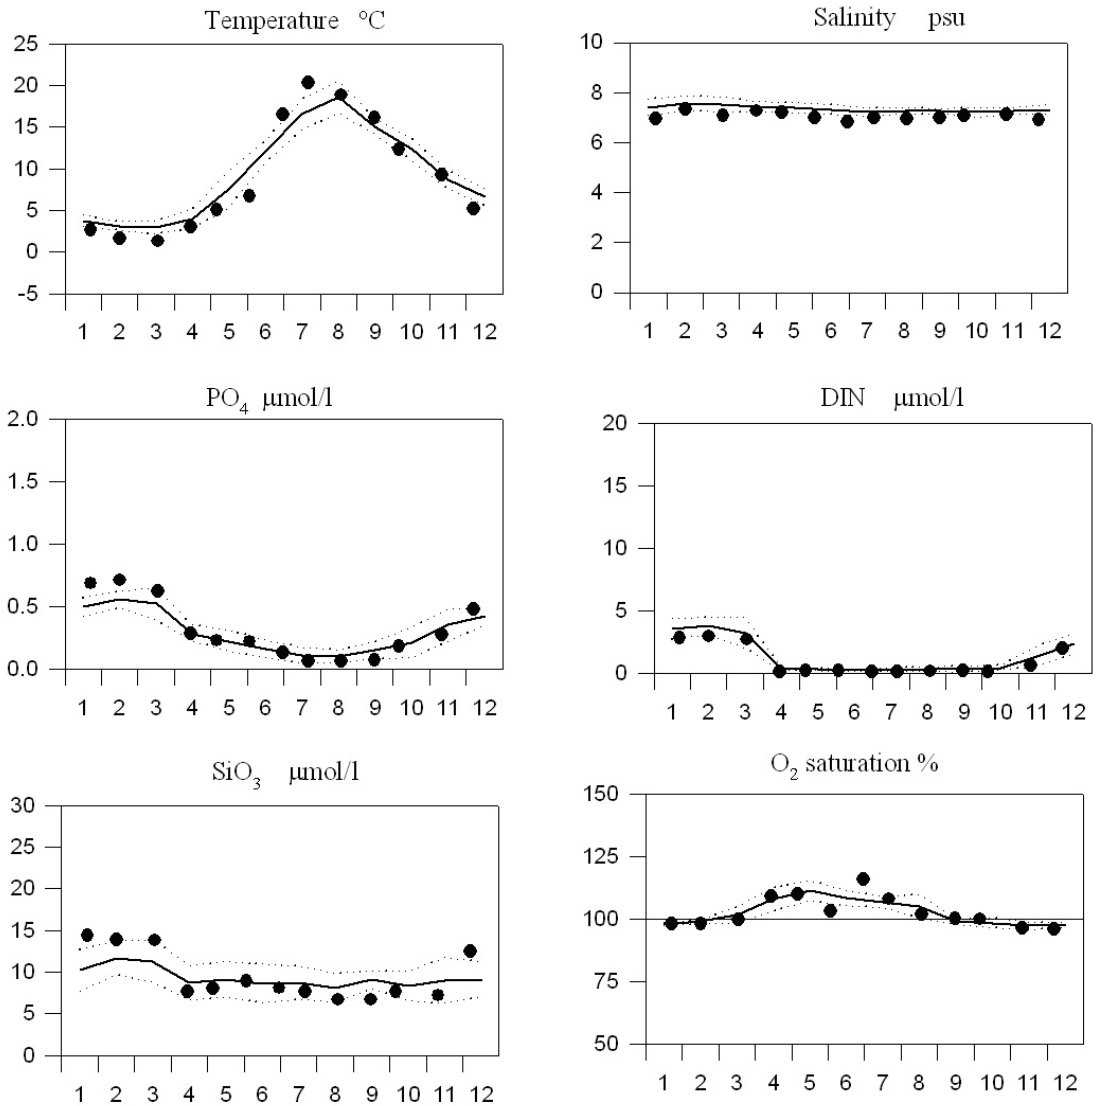 Temperature °C
25
20
15
10
5
0
-5
1 2 3 4 5 6 7 8 9 10 11 12
Salinity psu
10
8
6
4
2
0
1 2 3 4 5 6 7 8 9 10 11 12
PO4 μmol/l
2.0
1.5
1.0
0.5
0.0
1 2 3 4 5 6 7 8 9 10 11 12
DIN μmol/l
20
15
10
5
0
1 2 3 4 5 6 7 8 9 10 11 12
SiO3 μmol/l
30
25
20
15
10
5
0
1 2 3 4 5 6 7 8 9 10 11 12
O2 saturation %
150
125
100
75
50
1 2 3 4 5 6 7 8 9 10 11 12